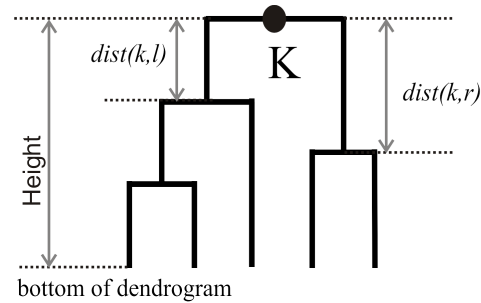 dist(k,l)
K
dist(k,r)
Height
bottom of dendrogram